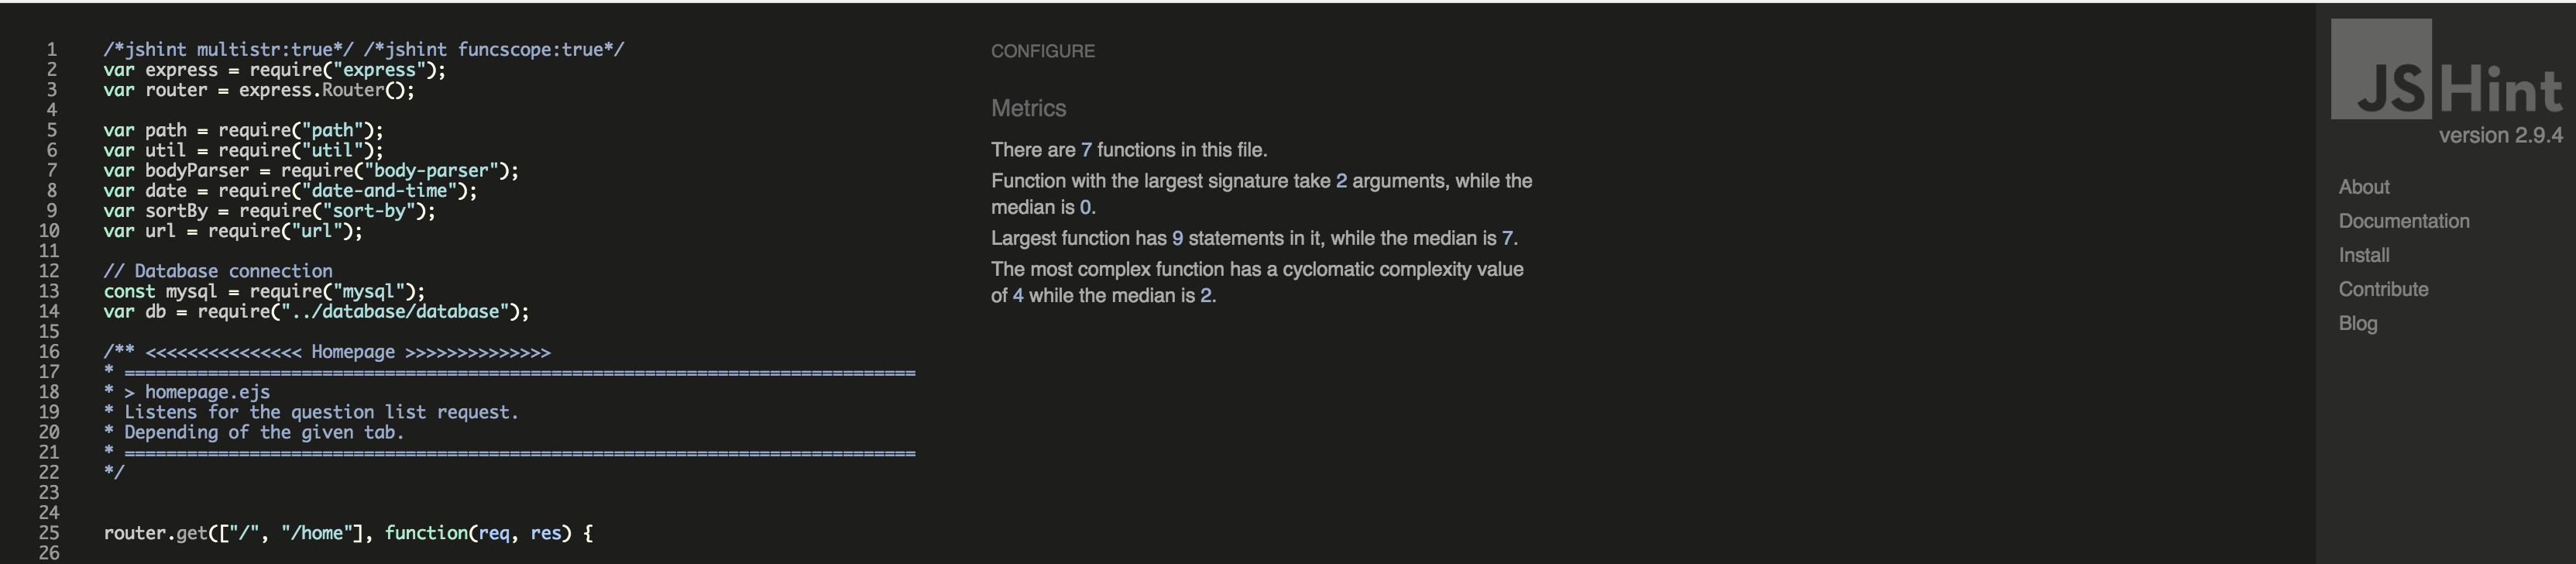 1 /*jshint multistr:true*/ /*jshint funcscope:true*/
2 var express = require("express");
3 var router = express.Router();
4
5 var path = require("path");
6 var util = require("util");
7 var bodyParser = require("body-parser");
8 var date = require("date-and-time");
9 var sortBy = require("sort-by");
10 var url = require("url");
11
12 // Database connection
13 const mysql = require("mysql");
14 var db = require("../database/database");
15
16 /** <<<<<<<<<<<<<<< Homepage >>>>>>>>>>>>>>
17 * ============================================================================
18 * > homepage.ejs
19 * Listens for the question list request.
20 * Depending of the given tab.
21 * ============================================================================
22 */
23
24
25 router.get(["/", "/home"], function(req, res) {
26
CONFIGURE
Metrics
There are 7 functions in this file.
Function with the largest signature take 2 arguments, while the
median is 0.
Largest function has 9 statements in it, while the median is 7.
The most complex function has a cyclomatic complexity value
of 4 while the median is 2.
JSHint
version 2.9.4
About
Documentation
Install
Contribute
Blog